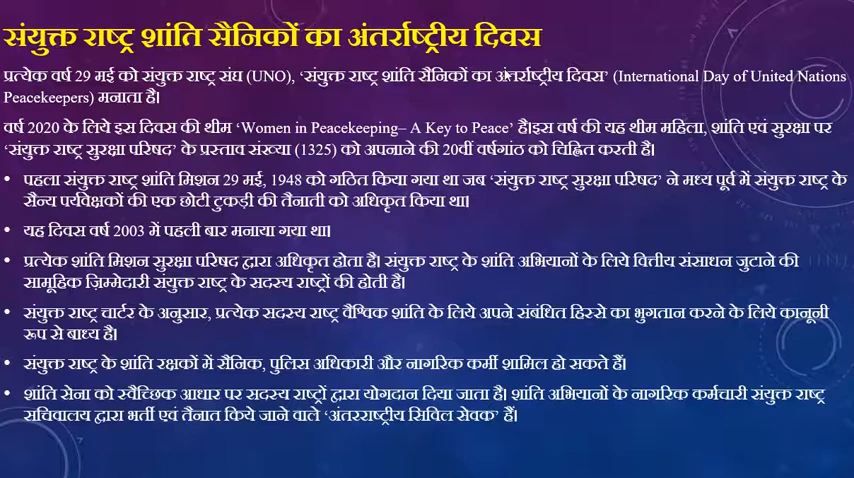 संयुक्त राष्ट्र शांति सैनिकों का अंतर्राष्ट्रीय दिवस
प्रत्येक वर्ष 29 मई को संयुक्त राष्ट्र संघ (UNO), ‘संयुक्त राष्ट्र शांति सैनिकों का अंतर्राष्ट्रीय दिवस’ (International Day of United Nations
Peacekeepers) मनाता है।
वर्ष 2020 के लिये इस दिवस की थीम ‘Women in Peacekeeping– A Key to Peace’ है।इस वर्ष की यह थीम महिला, शांति एवं सुरक्षा पर
‘संयुक्त राष्ट्र सुरक्षा परिषद’ के प्रस्ताव संख्या (1325) को अपनाने की 20वीं वर्षगांठ को चिह्नित करती है।
• पहला संयुक्त राष्ट्र शांति मिशन 29 मई, 1948 को गठित किया गया था जब ‘संयुक्त राष्ट्र सुरक्षा परिषद’ ने मध्य पूर्व में संयुक्त राष्ट्र के
सैन्य पर्यवेक्षकों की एक छोटी टुकड़ी की तैनाती को अधिकृत किया था।
• यह दिवस वर्ष 2003 में पहली बार मनाया गया था।
• प्रत्येक शांति मिशन सुरक्षा परिषद द्वारा अधिकृत होता है। संयुक्त राष्ट्र के शांति अभियानों के लिये वित्तीय संसाधन जुटाने की
सामूहिक ज़िम्मेदारी संयुक्त राष्ट्र के सदस्य राष्ट्रों की होती है।
• संयुक्त राष्ट्र चार्टर के अनुसार, प्रत्येक सदस्य राष्ट्र वैश्विक शांति के लिये अपने संबंधित हिस्से का भुगतान करने के लिये कानूनी
रूप से बाध्य है।
• संयुक्त राष्ट्र के शांति रक्षकों में सैनिक, पुलिस अधिकारी और नागरिक कर्मी शामिल हो सकते हैं।
• शांति सेना को स्वैच्छिक आधार पर सदस्य राष्ट्रों द्वारा योगदान दिया जाता है। शांति अभियानों के नागरिक कर्मचारी संयुक्त राष्ट्र
सचिवालय द्वारा भर्ती एवं तैनात किये जाने वाले ‘अंतरराष्ट्रीय सिविल सेवक’ हैं।